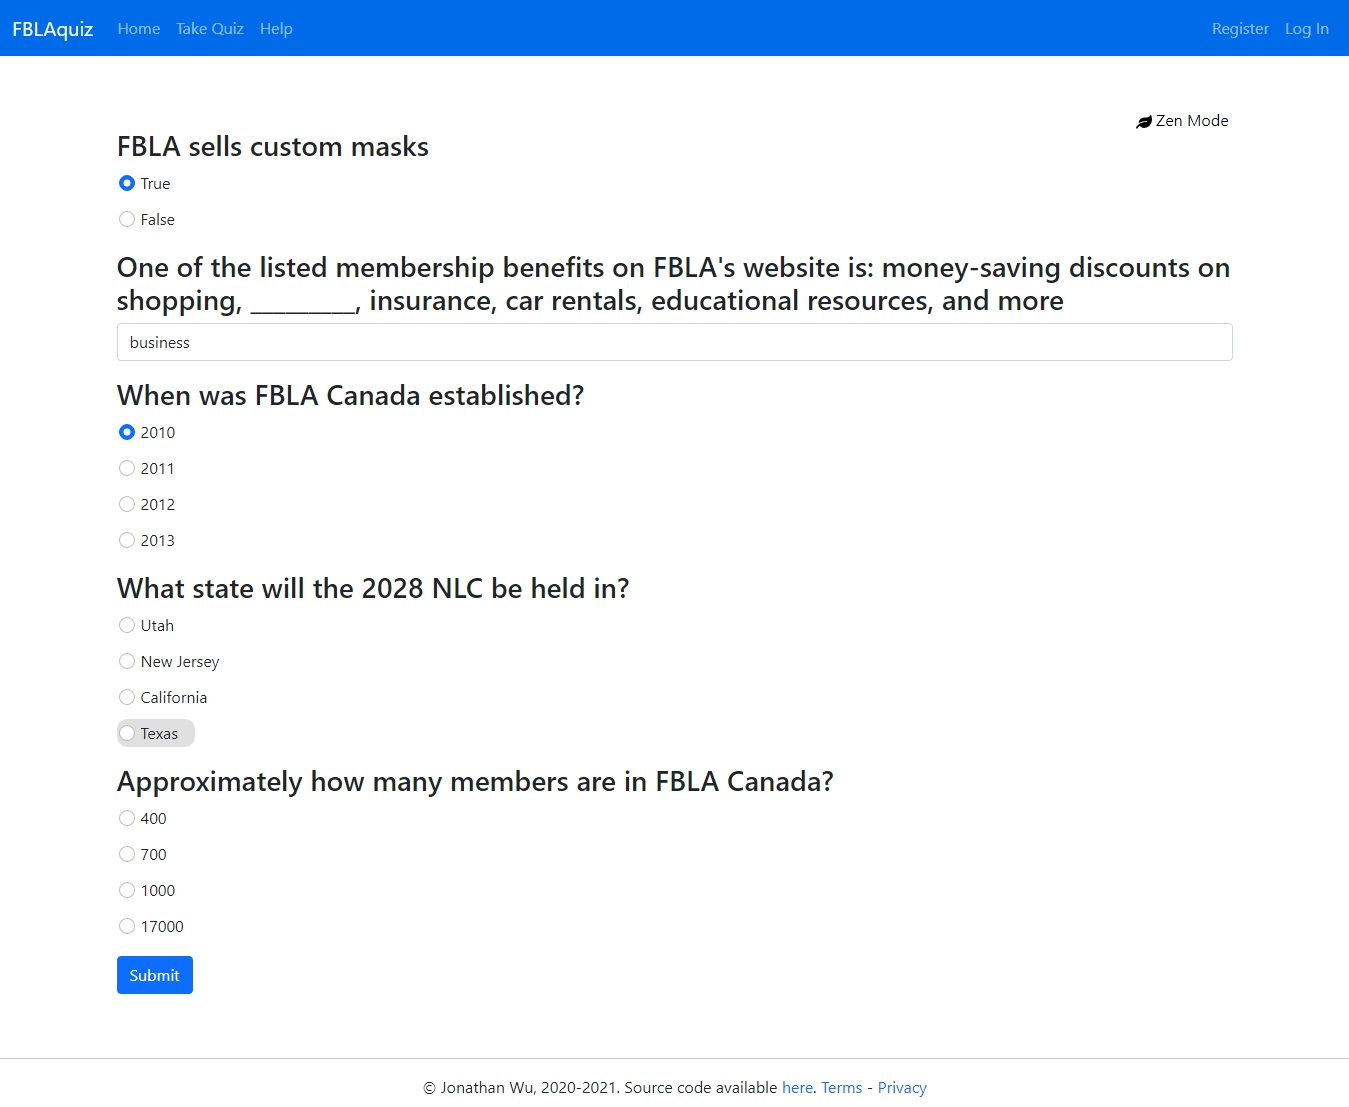 FBLAquiz Home Take Quiz Help Register Log In
Zen Mode
FBLA sells custom masks
True
False
One of the listed membership benefits on FBLA's website is: money-saving discounts on
shopping, _________, insurance, car rentals, educational resources, and more
business
When was FBLA Canada established?
2010
2011
2012
2013
What state will the 2028 NLC be held in?
Utah
New Jersey
California
Texas
Approximately how many members are in FBLA Canada?
400
700
1000
17000
Submit
© Jonathan Wu, 2020-2021. Source code available here. Terms - Privacy